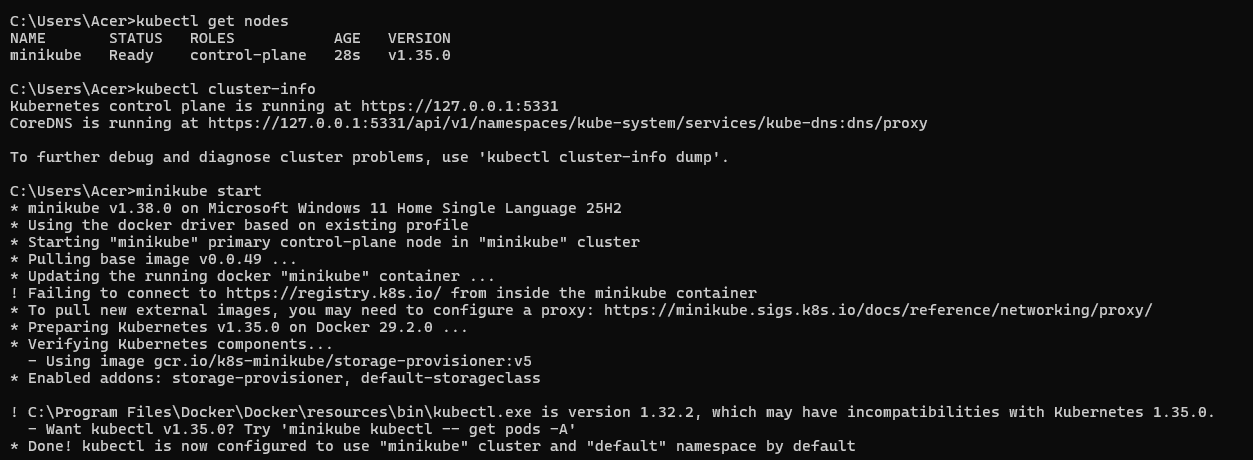 C:\Users\Acer>kubectl get nodes
NAME       STATUS   ROLES           AGE   VERSION
minikube   Ready    control-plane   28s   v1.35.0
C:\Users\Acer>kubectl cluster-info
Kubernetes control plane is running at https://127.0.0.1:5331
CoreDNS is running at https://127.0.0.1:5331/api/v1/namespaces/kube-system/services/kube-dns:dns/proxy
To further debug and diagnose cluster problems, use 'kubectl cluster-info dump'.
C:\Users\Acer>minikube start
* minikube v1.38.0 on Microsoft Windows 11 Home Single Language 25H2
* Using the docker driver based on existing profile
* Starting "minikube" primary control-plane node in "minikube" cluster
* Pulling base image v0.0.49 ...
* Updating the running docker "minikube" container ...
! Failing to connect to https://registry.k8s.io/ from inside the minikube container
* To pull new external images, you may need to configure a proxy: https://minikube.sigs.k8s.io/docs/reference/networking/proxy/
* Preparing Kubernetes v1.35.0 on Docker 29.2.0 ...
* Verifying Kubernetes components...
  - Using image gcr.io/k8s-minikube/storage-provisioner:v5
* Enabled addons: storage-provisioner, default-storageclass
! C:\Program Files\Docker\Docker\resources\bin\kubectl.exe is version 1.32.2, which may have incompatibilities with Kubernetes 1.35.0.
  - Want kubectl v1.35.0? Try 'minikube kubectl -- get pods -A'
* Done! kubectl is now configured to use "minikube" cluster and "default" namespace by default